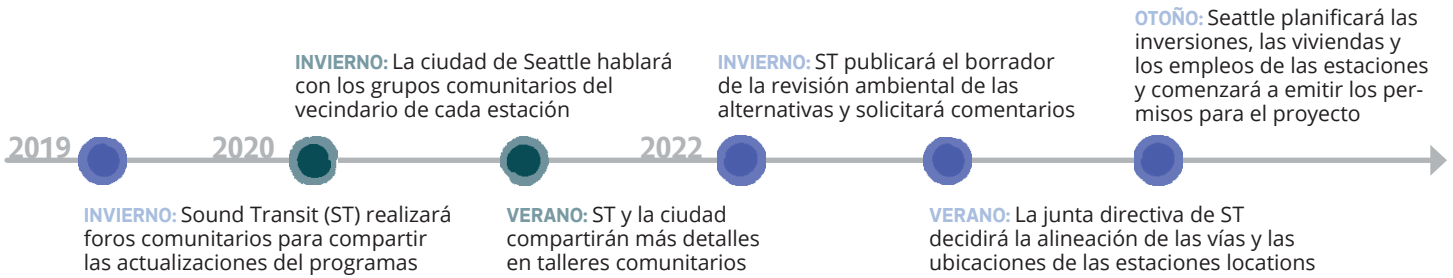 2019
INVIERNO: Sound Transit (ST) realizará
foros comunitarios para compartir
las actualizaciones del programas
2020
INVIERNO: La ciudad de Seattle hablará
con los grupos comunitarios del
vecindario de cada estación
VERANO: ST y la ciudad
compartirán más detalles
en talleres comunitarios
2022
INVIERNO: ST publicará el borrador
de la revisión ambiental de las
alternativas y solicitará comentarios
VERANO: La junta directiva de ST
decidirá la alineación de las vías y las
ubicaciones de las estaciones locations
OTOÑO: Seattle planificará las
inversiones, las viviendas y
los empleos de las estaciones
y comenzará a emitir los per-
misos para el proyecto